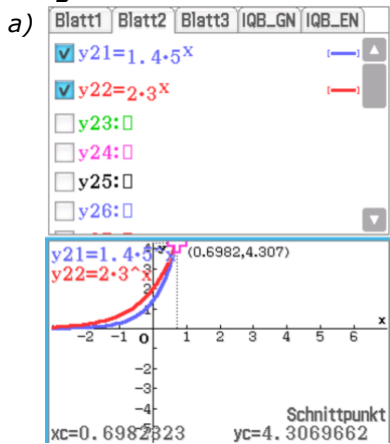 a)
Blatt1 Blatt2 Blatt3 IQB_GN IQB_EN
y21=1.4·5^x
y22=2·3^x
y23:▯
y24:▯
y25:▯
y26:▯
y21=1.4·5^x
(0.6982,4.307)
y22=2·3^x
x
-2 -1 0 1 2 3 4 5 6
-2
-3
-4
Schnittpunkt
xc=0.6982323 yc=4.3069662